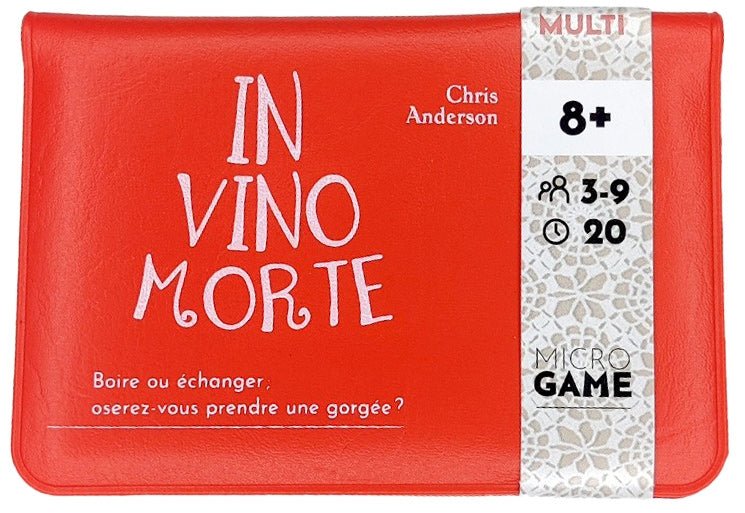 IN
VINO
MORTE
Chris
Anderson
Boire ou échanger;
oserez-vous prendre une gorgée?
MULTI
8+
3-9
20
MICRO
GAME